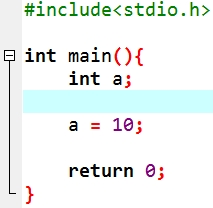 #include<stdio.h>
int main(){
    int a;
    a = 10;
    return 0;
}